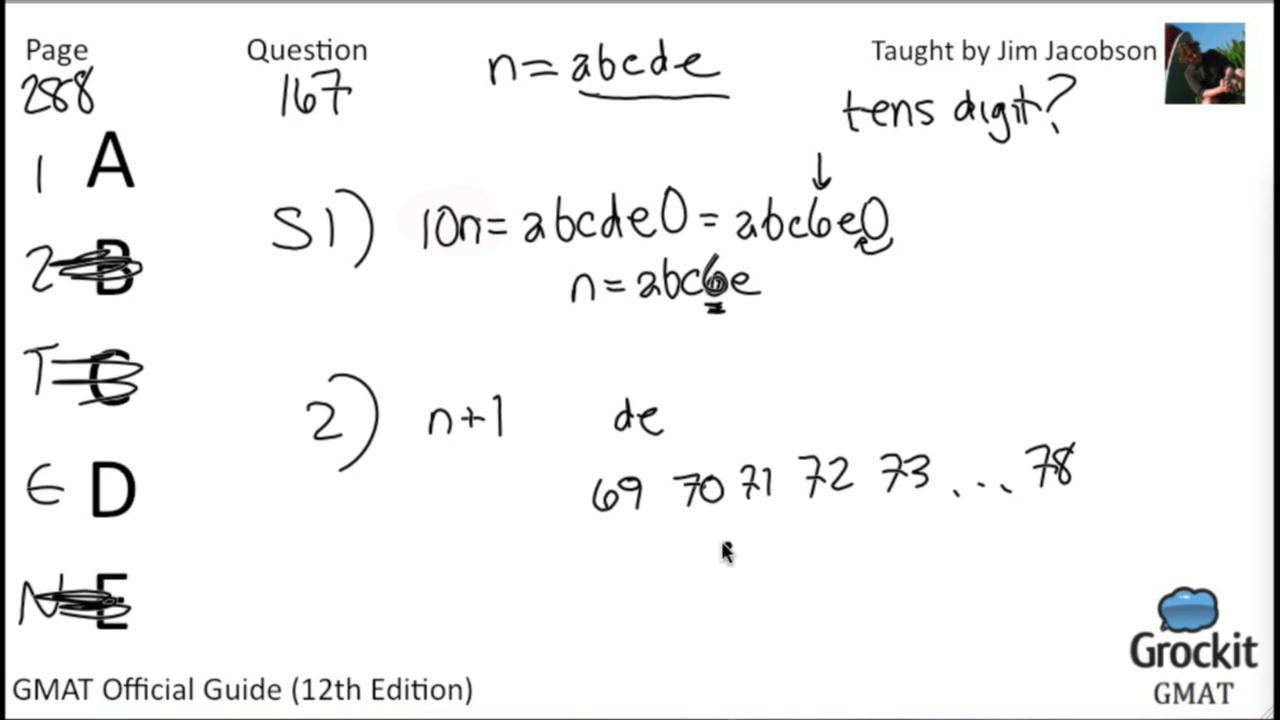 Page Question n = abcde Taught by Jim Jacobson
288 167 tens digit?
1 A
S1) 10n = abcde0 = abc6e0
2 B
n = abc6e
T C
2) n+1 de
E D
69 70 71 72 73 ... 78
N E
Grockit
GMAT
GMAT Official Guide (12th Edition)